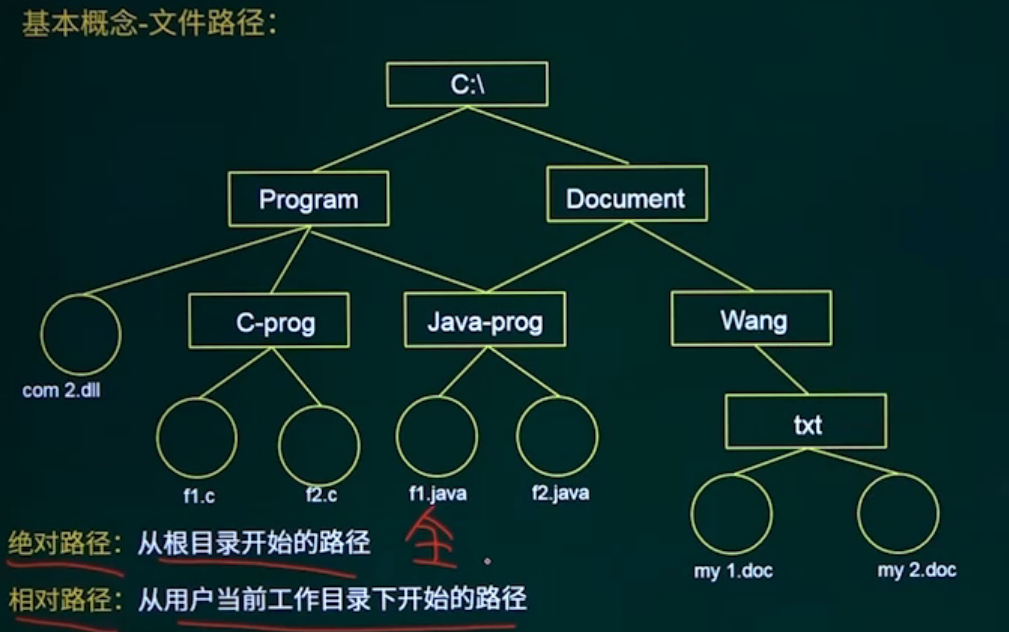 基本概念-文件路径：
C:\
Program
Document
C-prog
Java-prog
Wang
com 2.dll
txt
f1.c
f2.c
f1.java
f2.java
绝对路径：从根目录开始的路径
全
my 1.doc
my 2.doc
相对路径：从用户当前工作目录下开始的路径